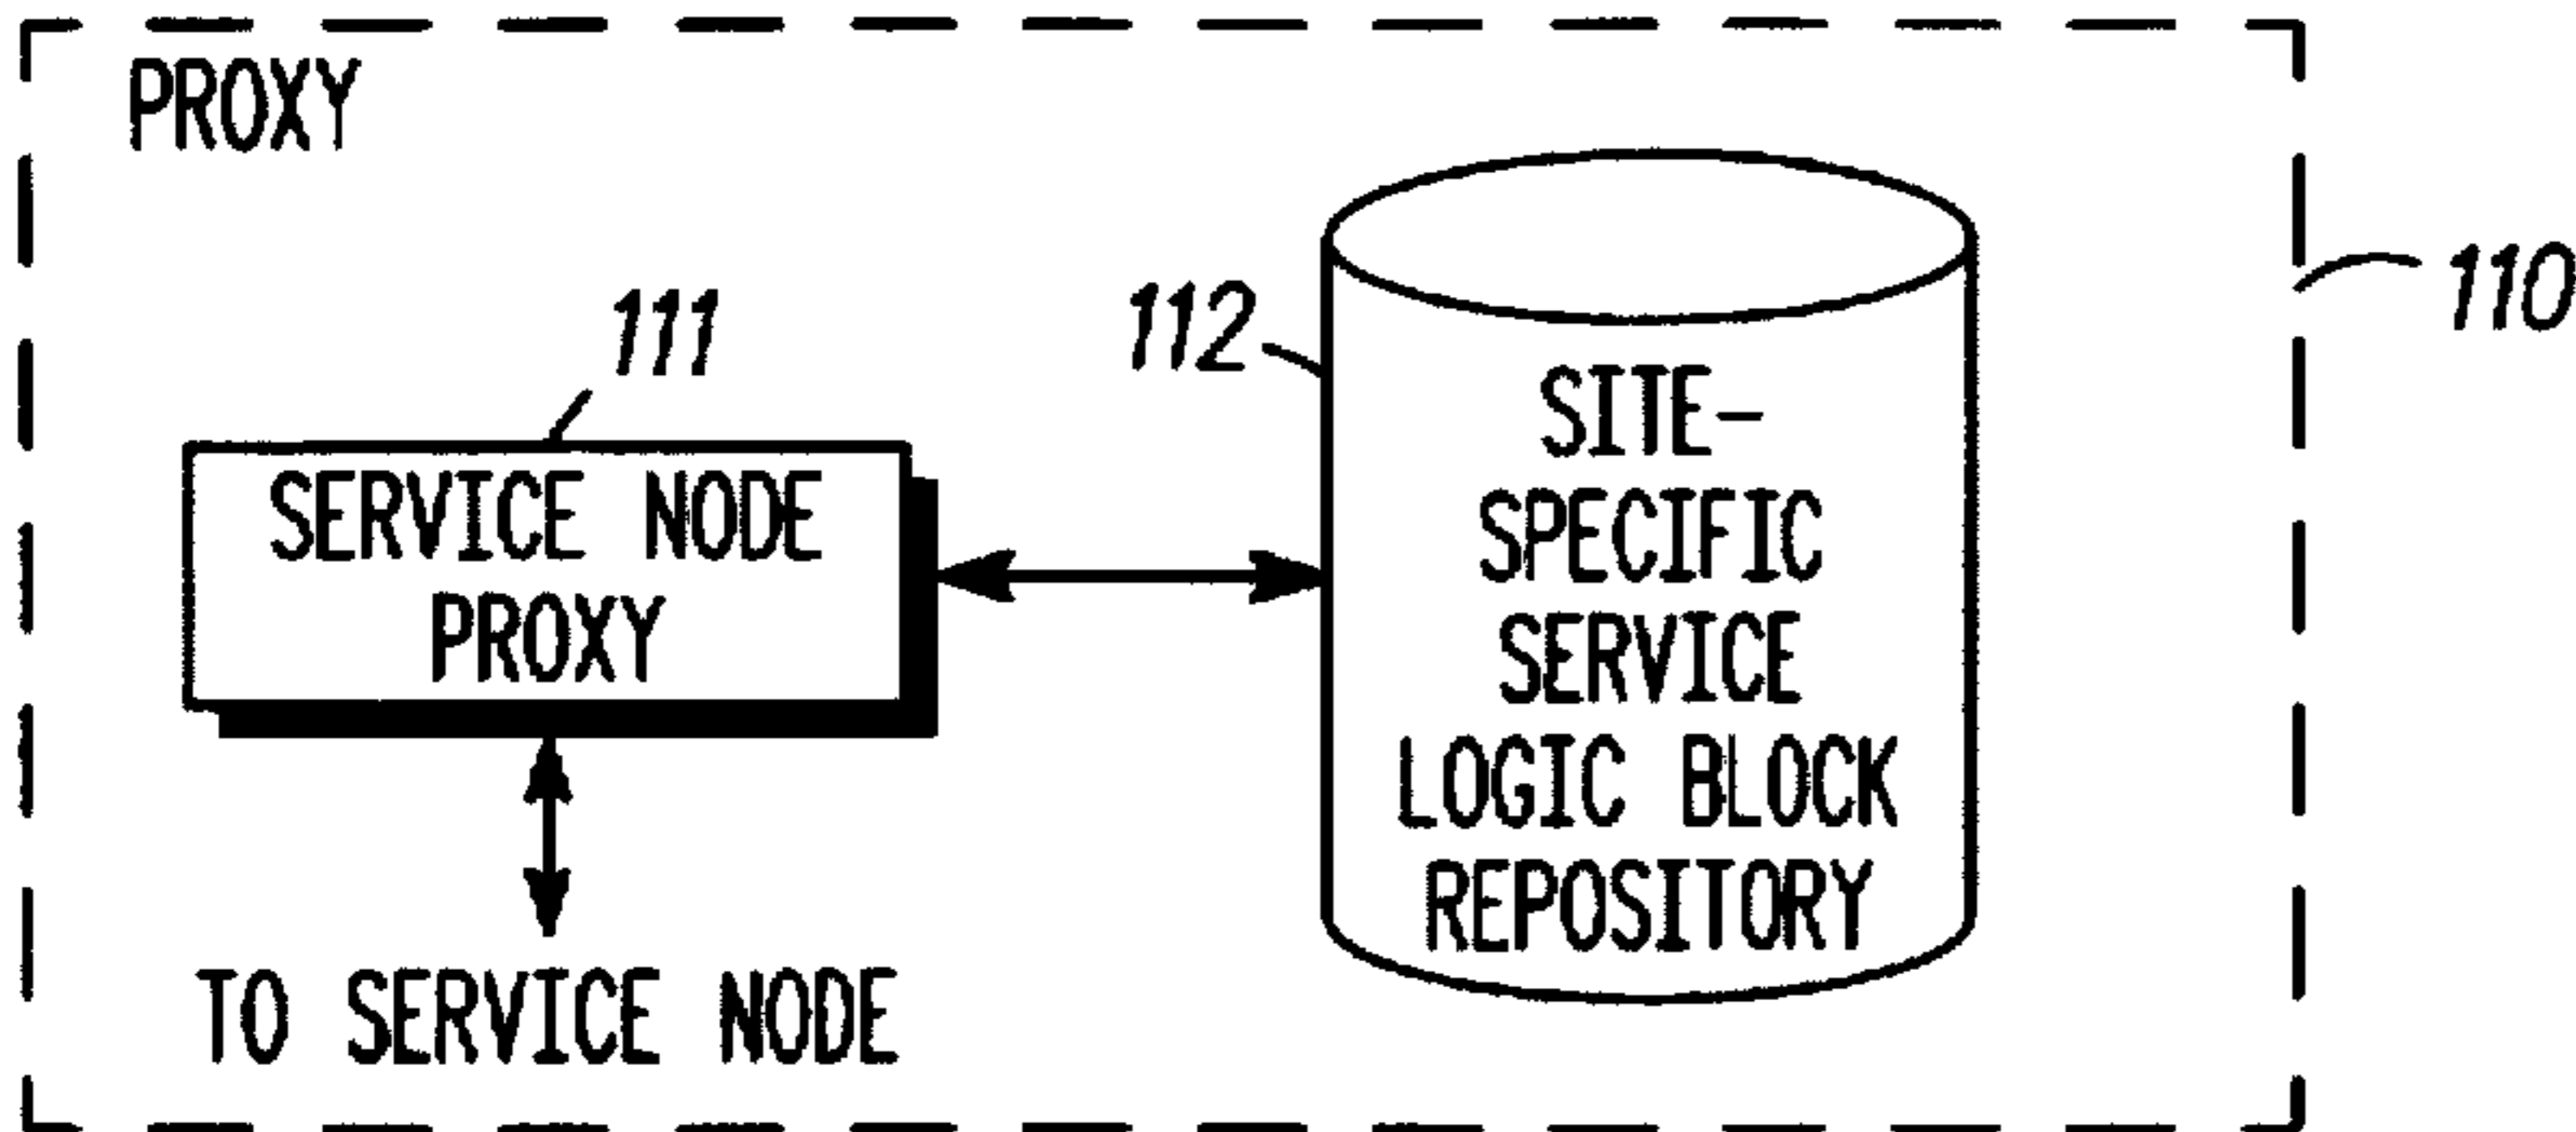 PROXY
110
111
112
SERVICE NODE
PROXY
SITE-
SPECIFIC
SERVICE
LOGIC BLOCK
REPOSITORY
TO SERVICE NODE